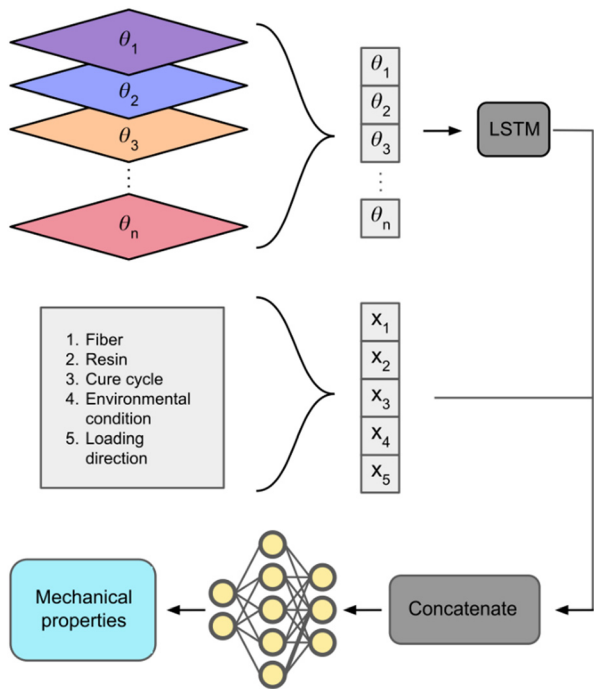 θ1
θ2
θ3
θn
θ1
θ2
θ3
θn
LSTM
1. Fiber
2. Resin
3. Cure cycle
4. Environmental
condition
5. Loading
direction
x1
x2
x3
x4
x5
Mechanical
properties
Concatenate